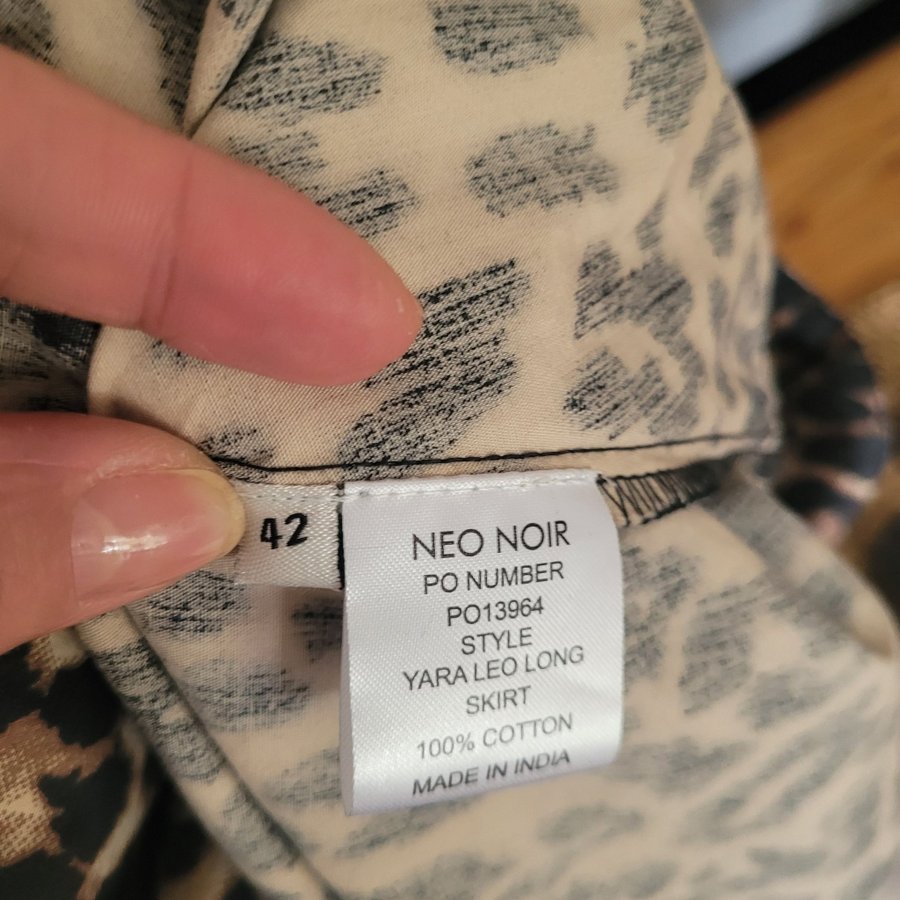 42
NEO NOIR
PO NUMBER
PO13964
STYLE
YARA LEO LONG
SKIRT
100% COTTON
MADE IN INDIA